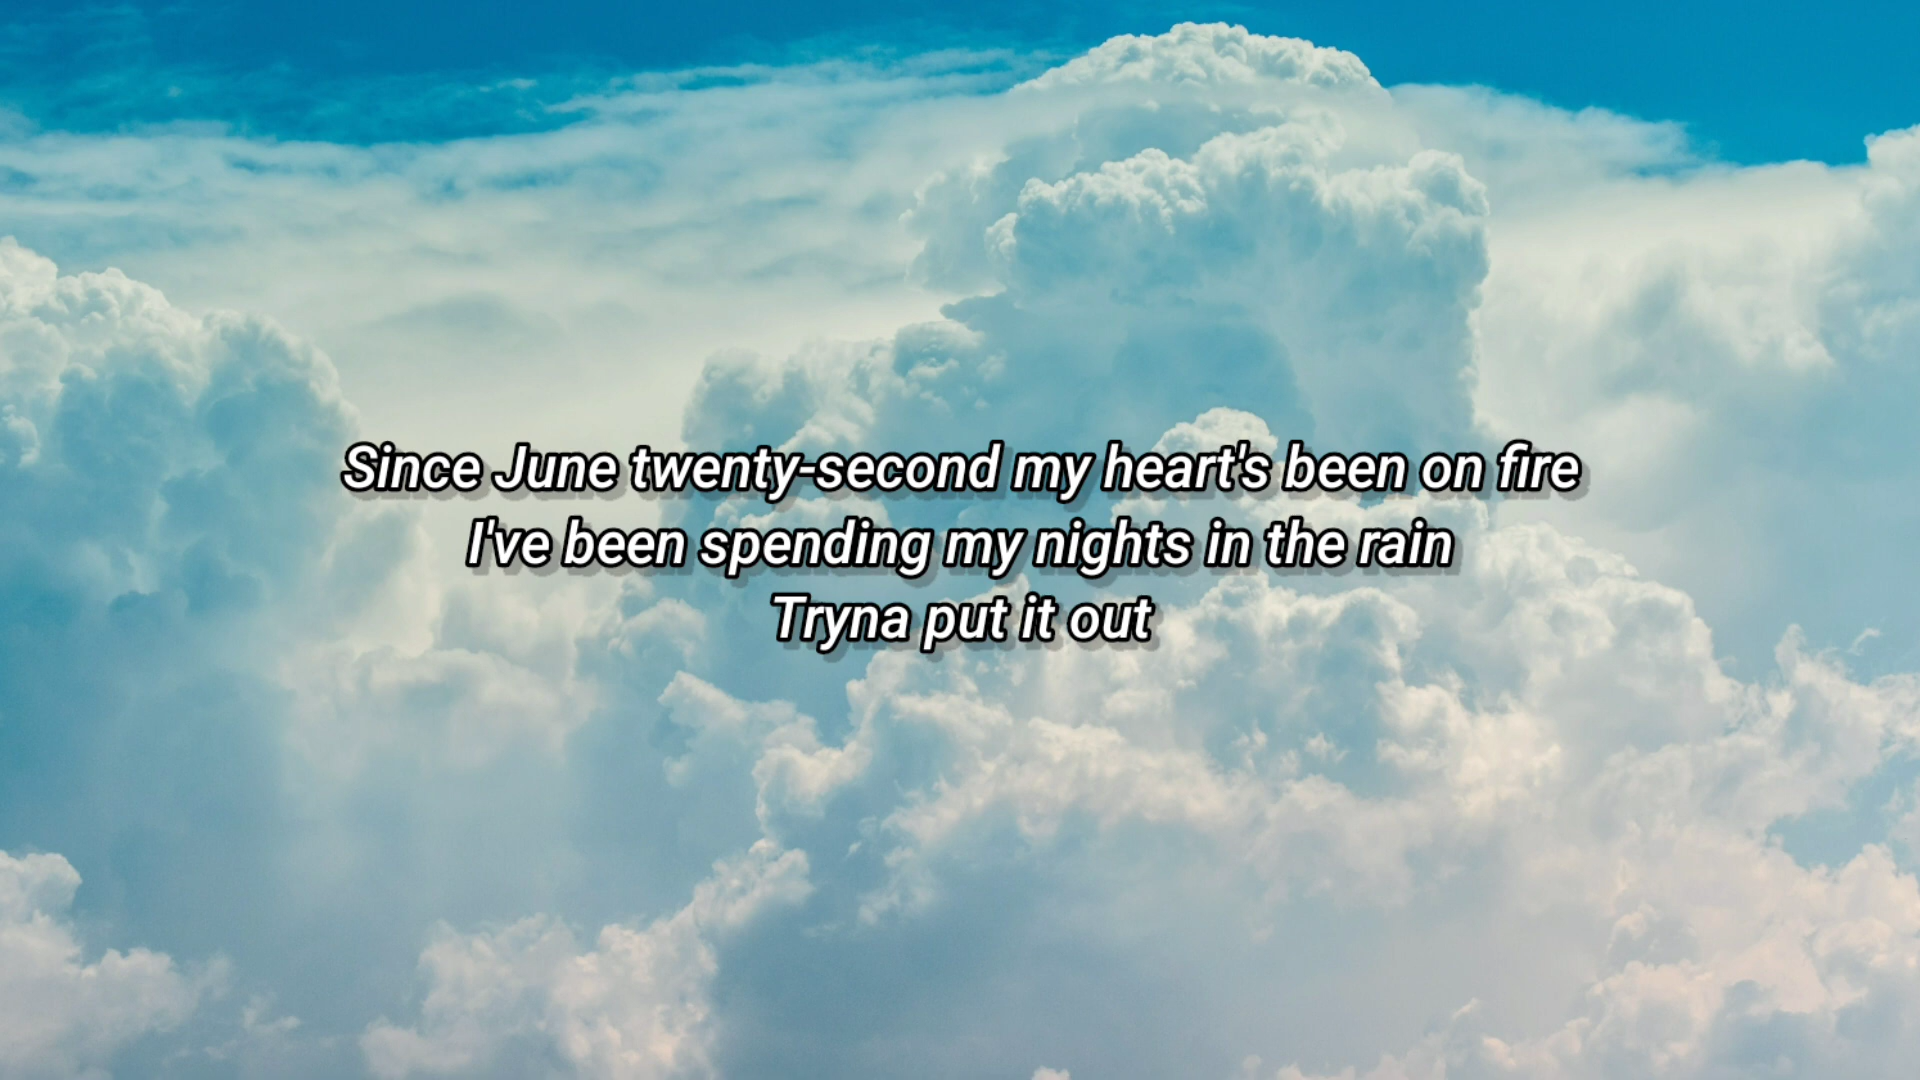 Since June twenty-second my heart's been on fire
I've been spending my nights in the rain
Tryna put it out